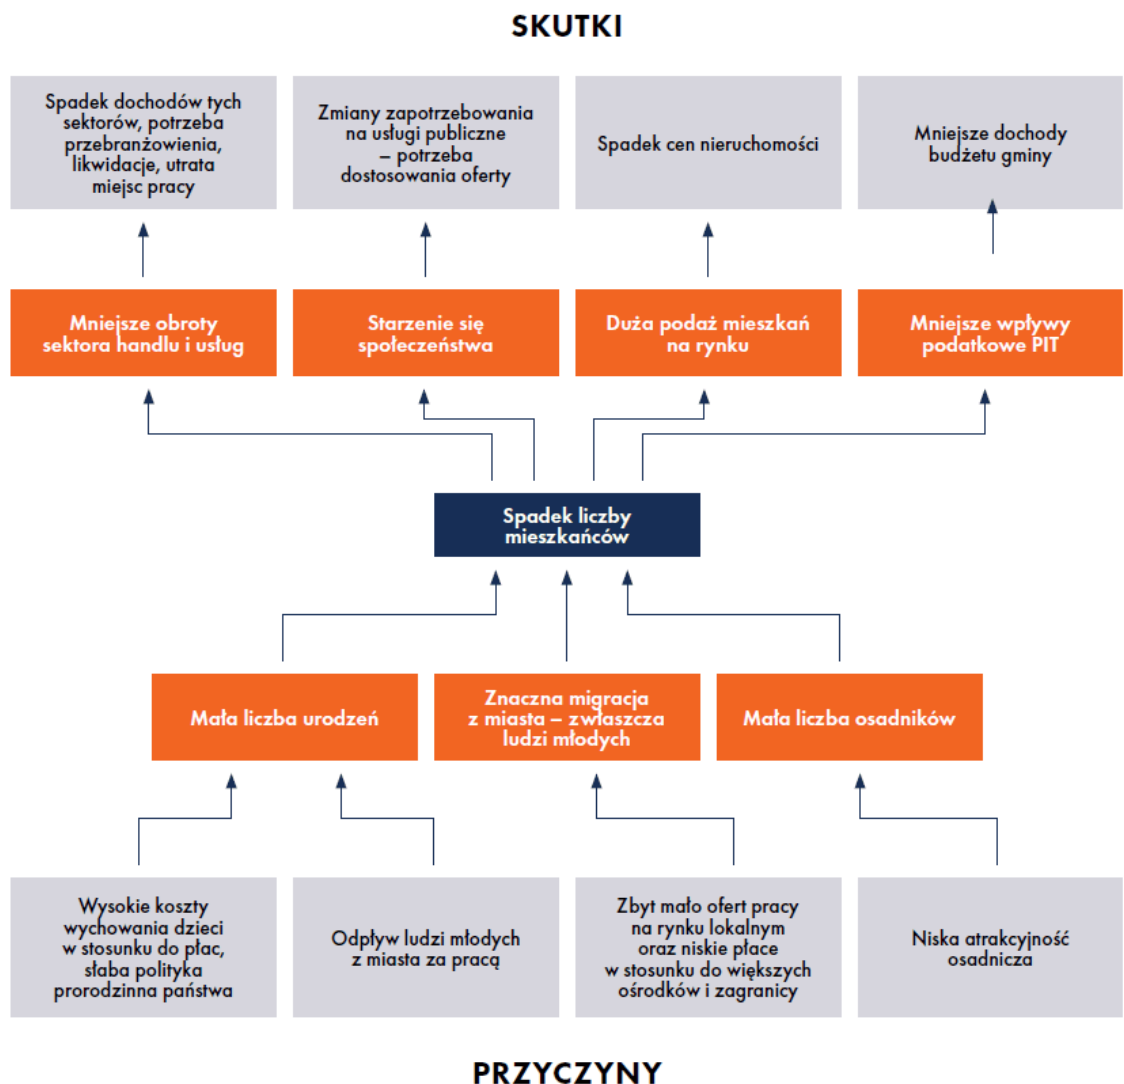 SKUTKI
Spadek dochodów tych
sektorów, potrzeba
przebranżowienia,
likwidacje, utrata
miejsc pracy
Zmiany zapotrzebowania
na usługi publiczne
– potrzeba
dostosowania oferty
Spadek cen nieruchomości
Mniejsze dochody
budżetu gminy
Mniejsze obroty
sektora handlu i usług
Starzenie się
społeczeństwa
Duża podaż mieszkań
na rynku
Mniejsze wpływy
podatkowe PIT
Spadek liczby
mieszkańców
Mała liczba urodzeń
Znaczna migracja
z miasta – zwłaszcza
ludzi młodych
Mała liczba osadników
Wysokie koszty
wychowania dzieci
w stosunku do płac,
słaba polityka
prorodzinna państwa
Odpływ ludzi młodych
z miasta za pracą
Zbyt mało ofert pracy
na rynku lokalnym
oraz niskie płace
w stosunku do większych
ośrodków i zagranicy
Niska atrakcyjność
osadnicza
PRZYCZYNY